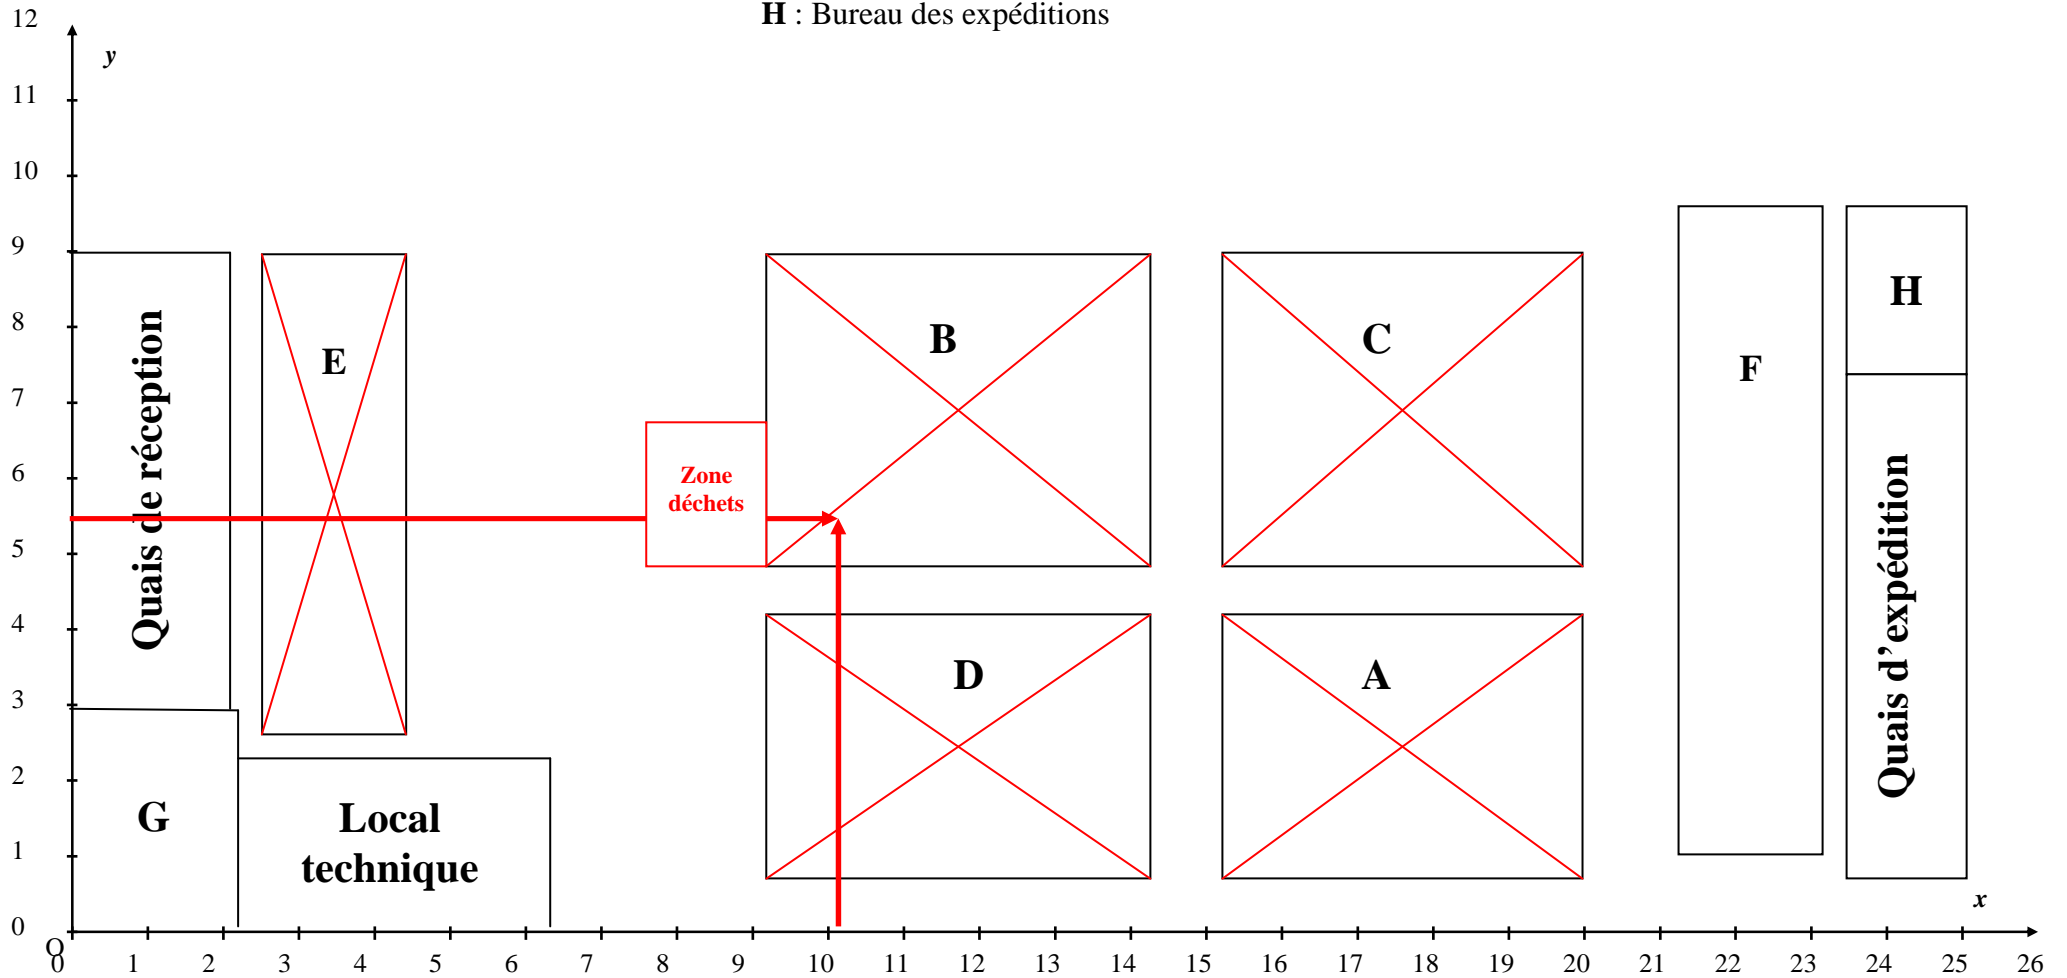 H : Bureau des expéditions
12
y
11
10
9
8
7
6
5
4
3
2
1
0
O
Quais de réception
E
B
C
F
H
Zone
déchets
D
A
Quais d'expédition
G
Local
technique
x
0 1 2 3 4 5 6 7 8 9 10 11 12 13 14 15 16 17 18 19 20 21 22 23 24 25 26